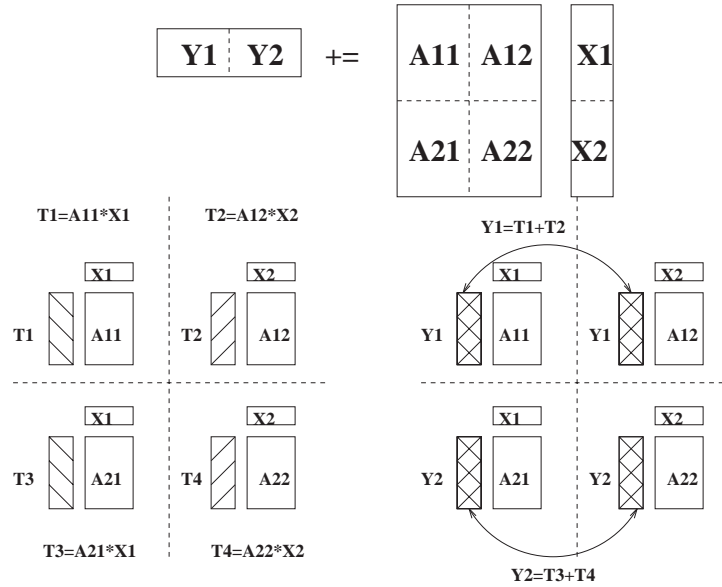 Y1 Y2 += A11 A12 X1
A21 A22 X2
T1=A11*X1 T2=A12*X2
X1 X2
T1 A11 T2 A12
X1 X2
T3 A21 T4 A22
T3=A21*X1 T4=A22*X2
Y1=T1+T2
X1 X2
Y1 A11 Y1 A12
X1 X2
Y2 A21 Y2 A22
Y2=T3+T4